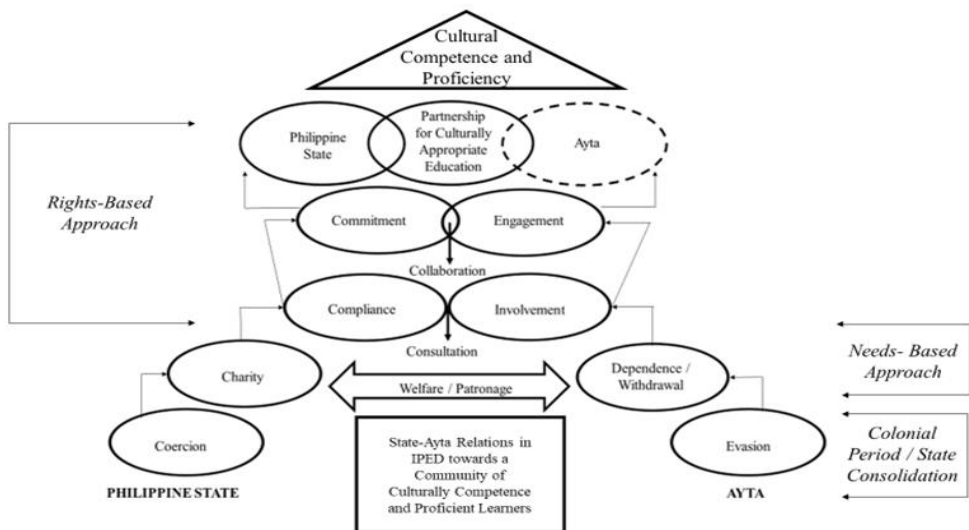 Cultural
Competence and
Proficiency
Philippine
State
Partnership
for Culturally
Appropriate
Education
Ayta
Rights-Based
Approach
Commitment
Engagement
Collaboration
Compliance
Involvement
Consultation
Charity
Welfare / Patronage
Dependence /
Withdrawal
Needs- Based
Approach
Coercion
State-Ayta Relations in
IPED towards a
Community of
Culturally Competence
and Proficient Learners
Evasion
Colonial
Period / State
Consolidation
PHILIPPINE STATE
AYTA